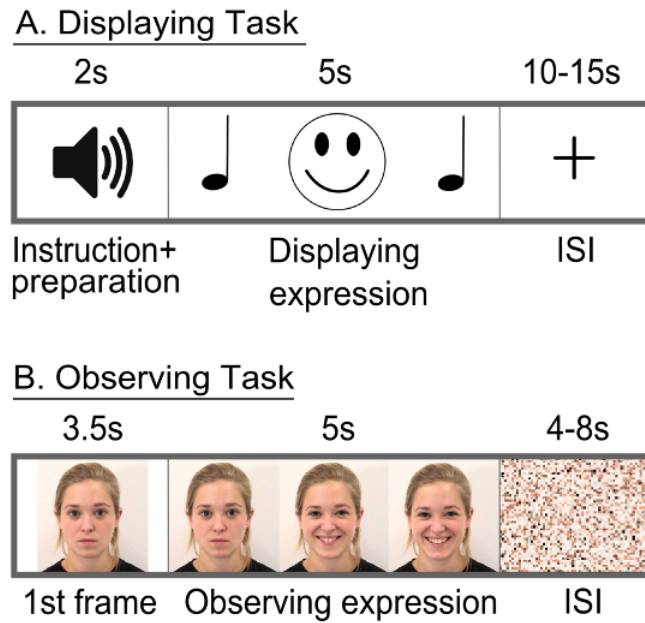 A. Displaying Task
2s 5s 10-15s
Instruction+ Displaying ISI
preparation expression
B. Observing Task
3.5s 5s 4-8s
1st frame Observing expression ISI